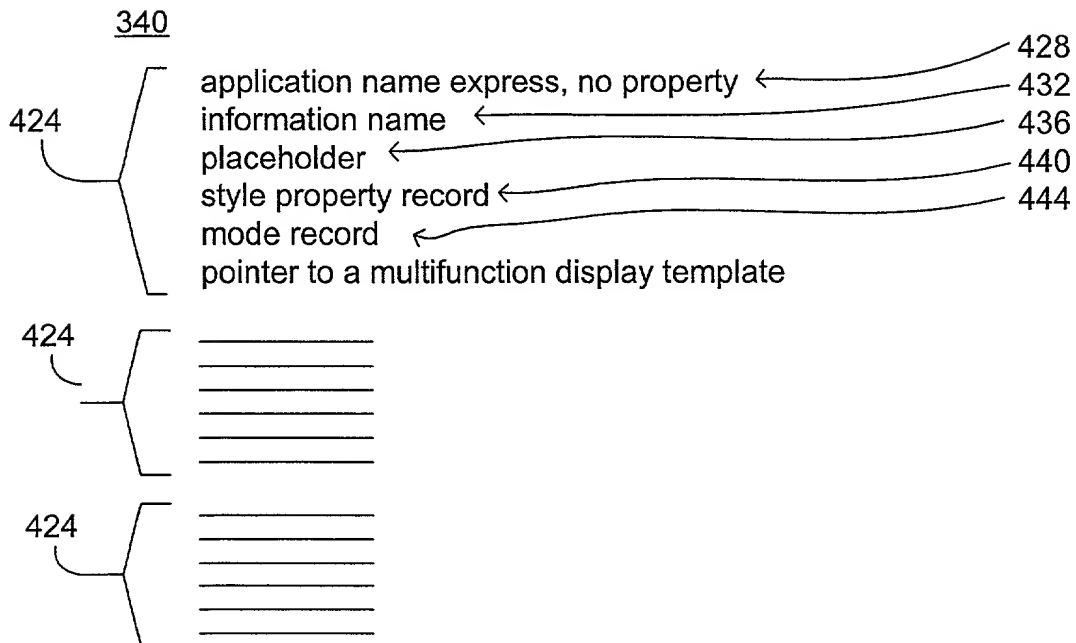 340
428
application name express, no property
432
424
information name
436
placeholder
440
style property record
444
mode record
pointer to a multifunction display template
424
424